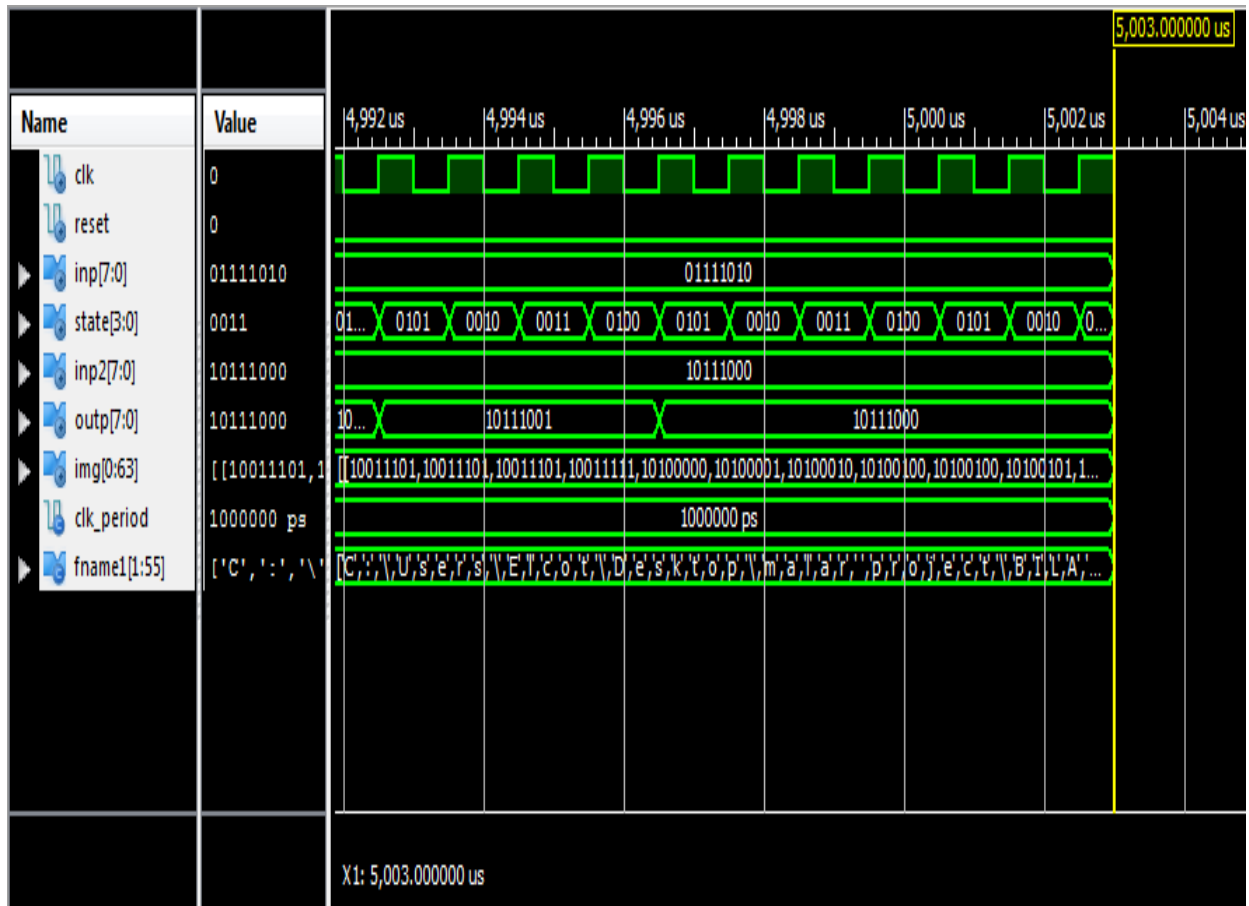 5,003.000000 us
Name Value 4,992 us 4,994 us 4,996 us 4,998 us 5,000 us 5,002 us 5,004 us
clk 0
reset 0
inp[7:0] 01111010 01111010
state[3:0] 0011 01... 0101 0010 0011 0100 0101 0010 0011 0100 0101 0010 0...
inp2[7:0] 10111000 10111000
outp[7:0] 10111000 10... 10111001 10111000
img[0:63] [[10011101,1 [[10011101,10011101,10011101,10011111,10100000,10100001,10100010,10100100,10100100,10100101,1...
clk_period 1000000 ps 1000000 ps
fname1[1:55] ['C',':','\' ['C',':','\','U','s','e','r','s','\','E','l','c','o','t','\','D','e','s','k','t','o','p','\','m','a','l','a','r',' ','p','r','o','j','e','c','t','\','B','I','L','A','...
X1: 5,003.000000 us